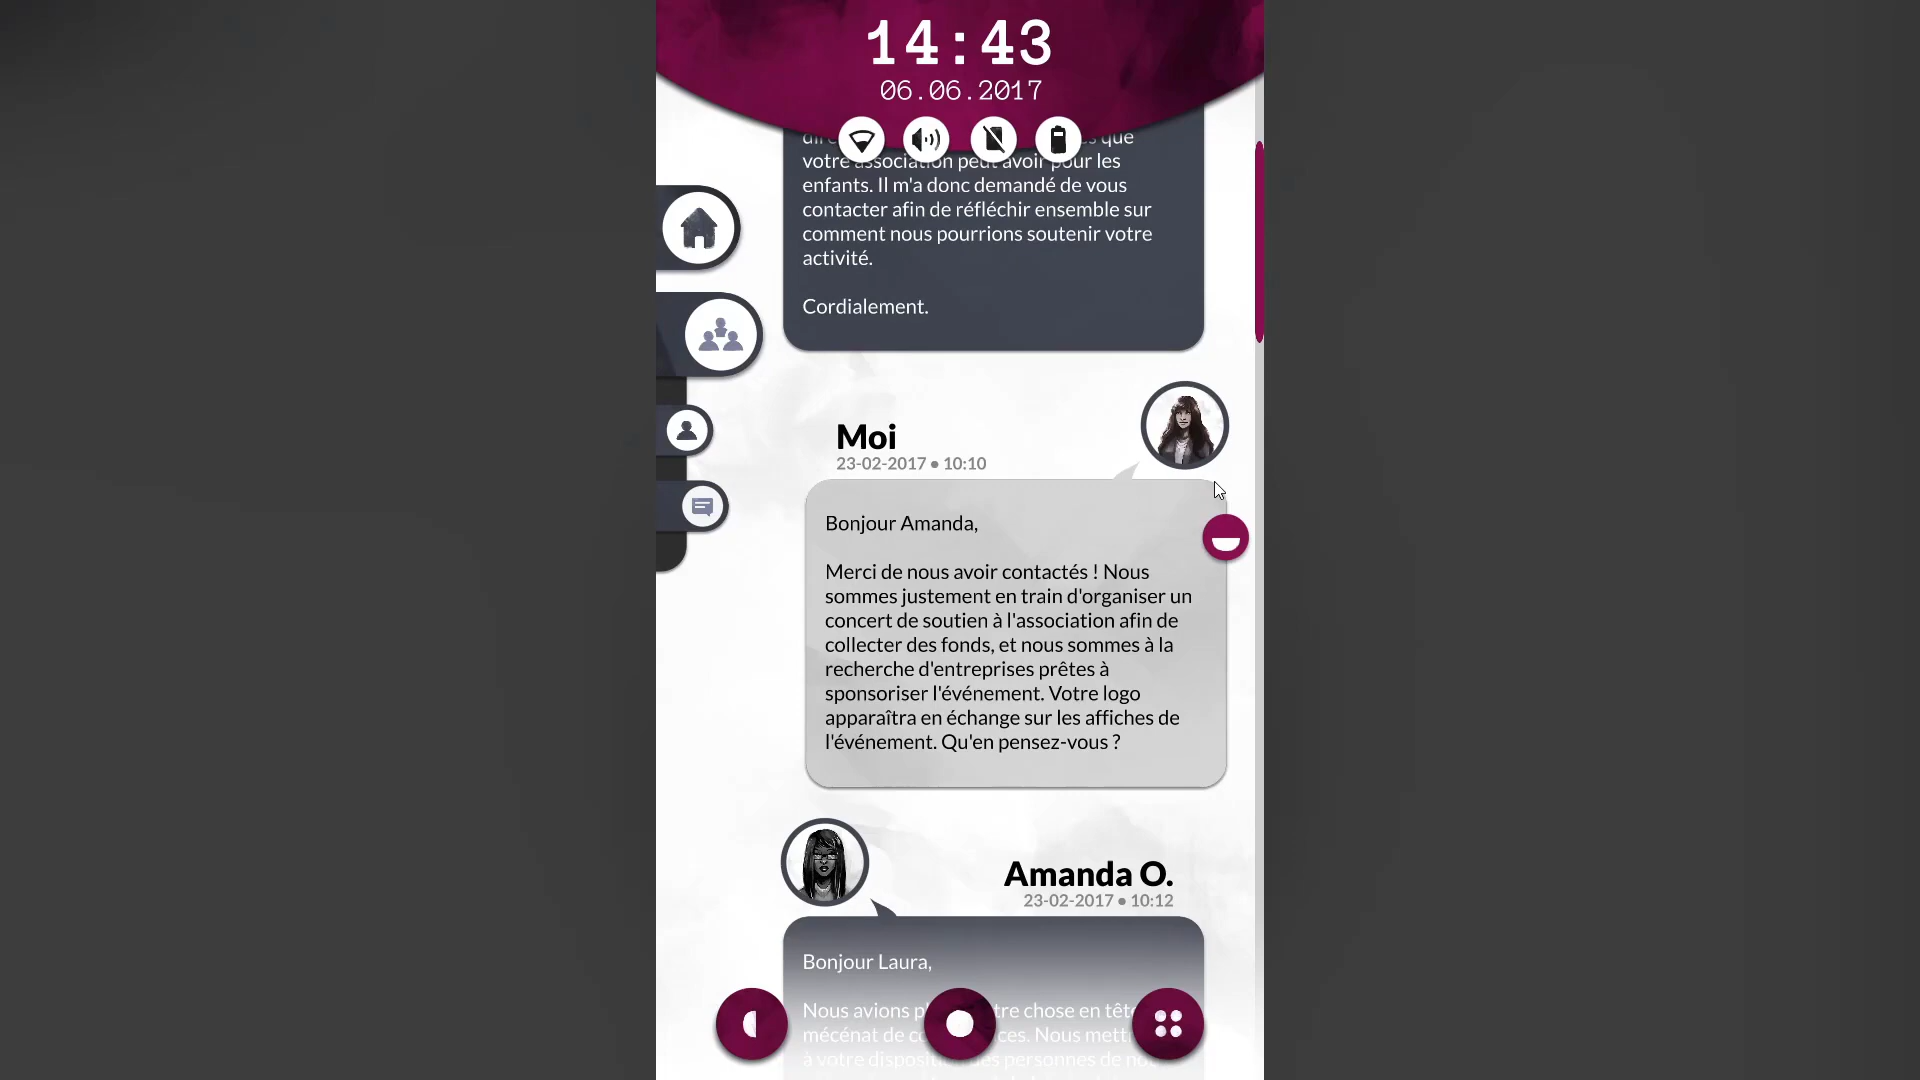 14:43
06.06.2017
que
votre association peut avoir pour les
enfants. Il m'a donc demandé de vous
contacter afin de réfléchir ensemble sur
comment nous pourrions soutenir votre
activité.
Cordialement.
Moi
23-02-2017 • 10:10
Bonjour Amanda,
Merci de nous avoir contactés ! Nous
sommes justement en train d'organiser un
concert de soutien à l'association afin de
collecter des fonds, et nous sommes à la
recherche d'entreprises prêtes à
sponsoriser l'événement. Votre logo
apparaîtra en échange sur les affiches de
l'événement. Qu'en pensez-vous ?
Amanda O.
23-02-2017 • 10:12
Bonjour Laura,
Nous avions chose en tête
mécénat de Nous
à votre personnes de